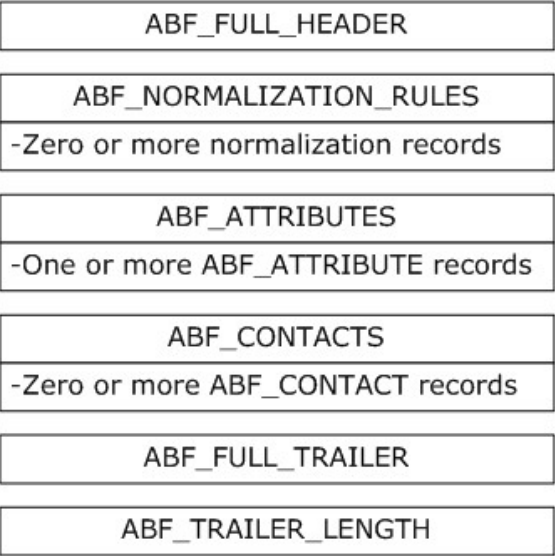 ABF_FULL_HEADER
ABF_NORMALIZATION_RULES
-Zero or more normalization records
ABF_ATTRIBUTES
-One or more ABF_ATTRIBUTE records
ABF_CONTACTS
-Zero or more ABF_CONTACT records
ABF_FULL_TRAILER
ABF_TRAILER_LENGTH